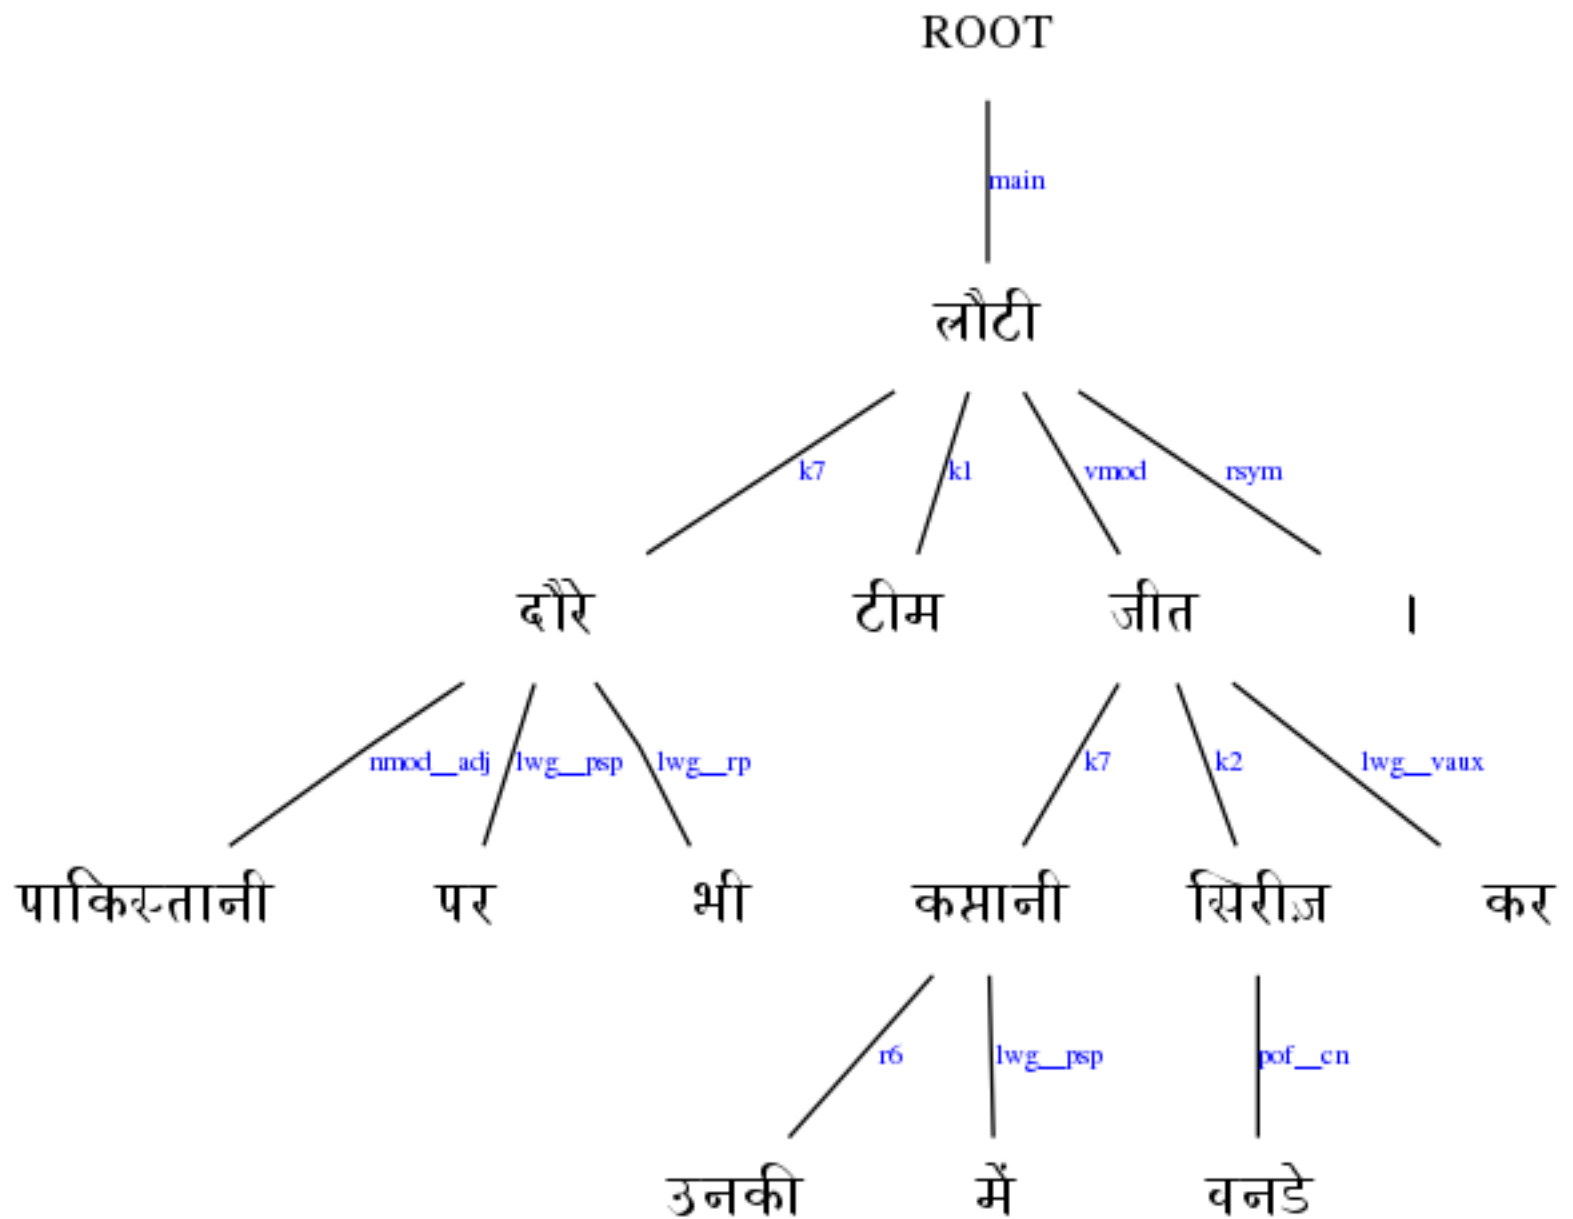 ROOT
main
लौटी
k7 k1 vmod rsym
दौरे टीम जीत ।
nmod__adj lwg__psp lwg__rp k7 k2 lwg__vaux
पाकिस्तानी पर भी कप्तानी सिरीज़ कर
r6 lwg__psp pof__cn
उनकी में वनडे